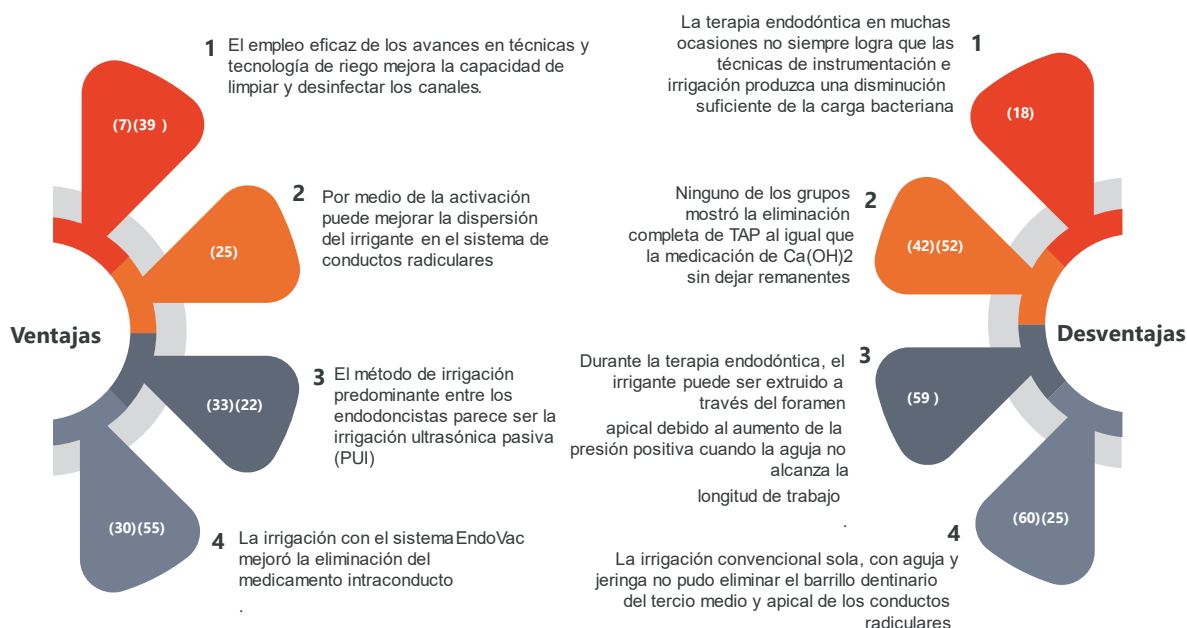 Ventajas
1
El empleo eficaz de los avances en técnicas y
tecnología de riego mejora la capacidad de
limpiar y desinfectar los canales.
(7)(39 )
2
Por medio de la activación
puede mejorar la dispersión
del irrigante en el sistema de
conductos radiculares
(25)
3
El método de irrigación
predominante entre los
endodoncistas parece ser la
irrigación ultrasónica pasiva
(PUI)
(33)(22)
4
La irrigación con el sistema EndoVac
mejoró la eliminación del
medicamento intraconducto
.
(30)(55)
Desventajas
1
La terapia endodóntica en muchas
ocasiones no siempre logra que las
técnicas de instrumentación e
irrigación produzca una disminución
suficiente de la carga bacteriana
(18)
2
Ninguno de los grupos
mostró la eliminación
completa de TAP al igual que
la medicación de Ca(OH)2
sin dejar remanentes
(42)(52)
3
Durante la terapia endodóntica, el
irrigante puede ser extruido a
través del foramen
apical debido al aumento de la
presión positiva cuando la aguja no
alcanza la
longitud de trabajo
.
(59 )
4
La irrigación convencional sola, con aguja y
jeringa no pudo eliminar el barrillo dentinario
del tercio medio y apical de los conductos
radiculares
(60)(25)